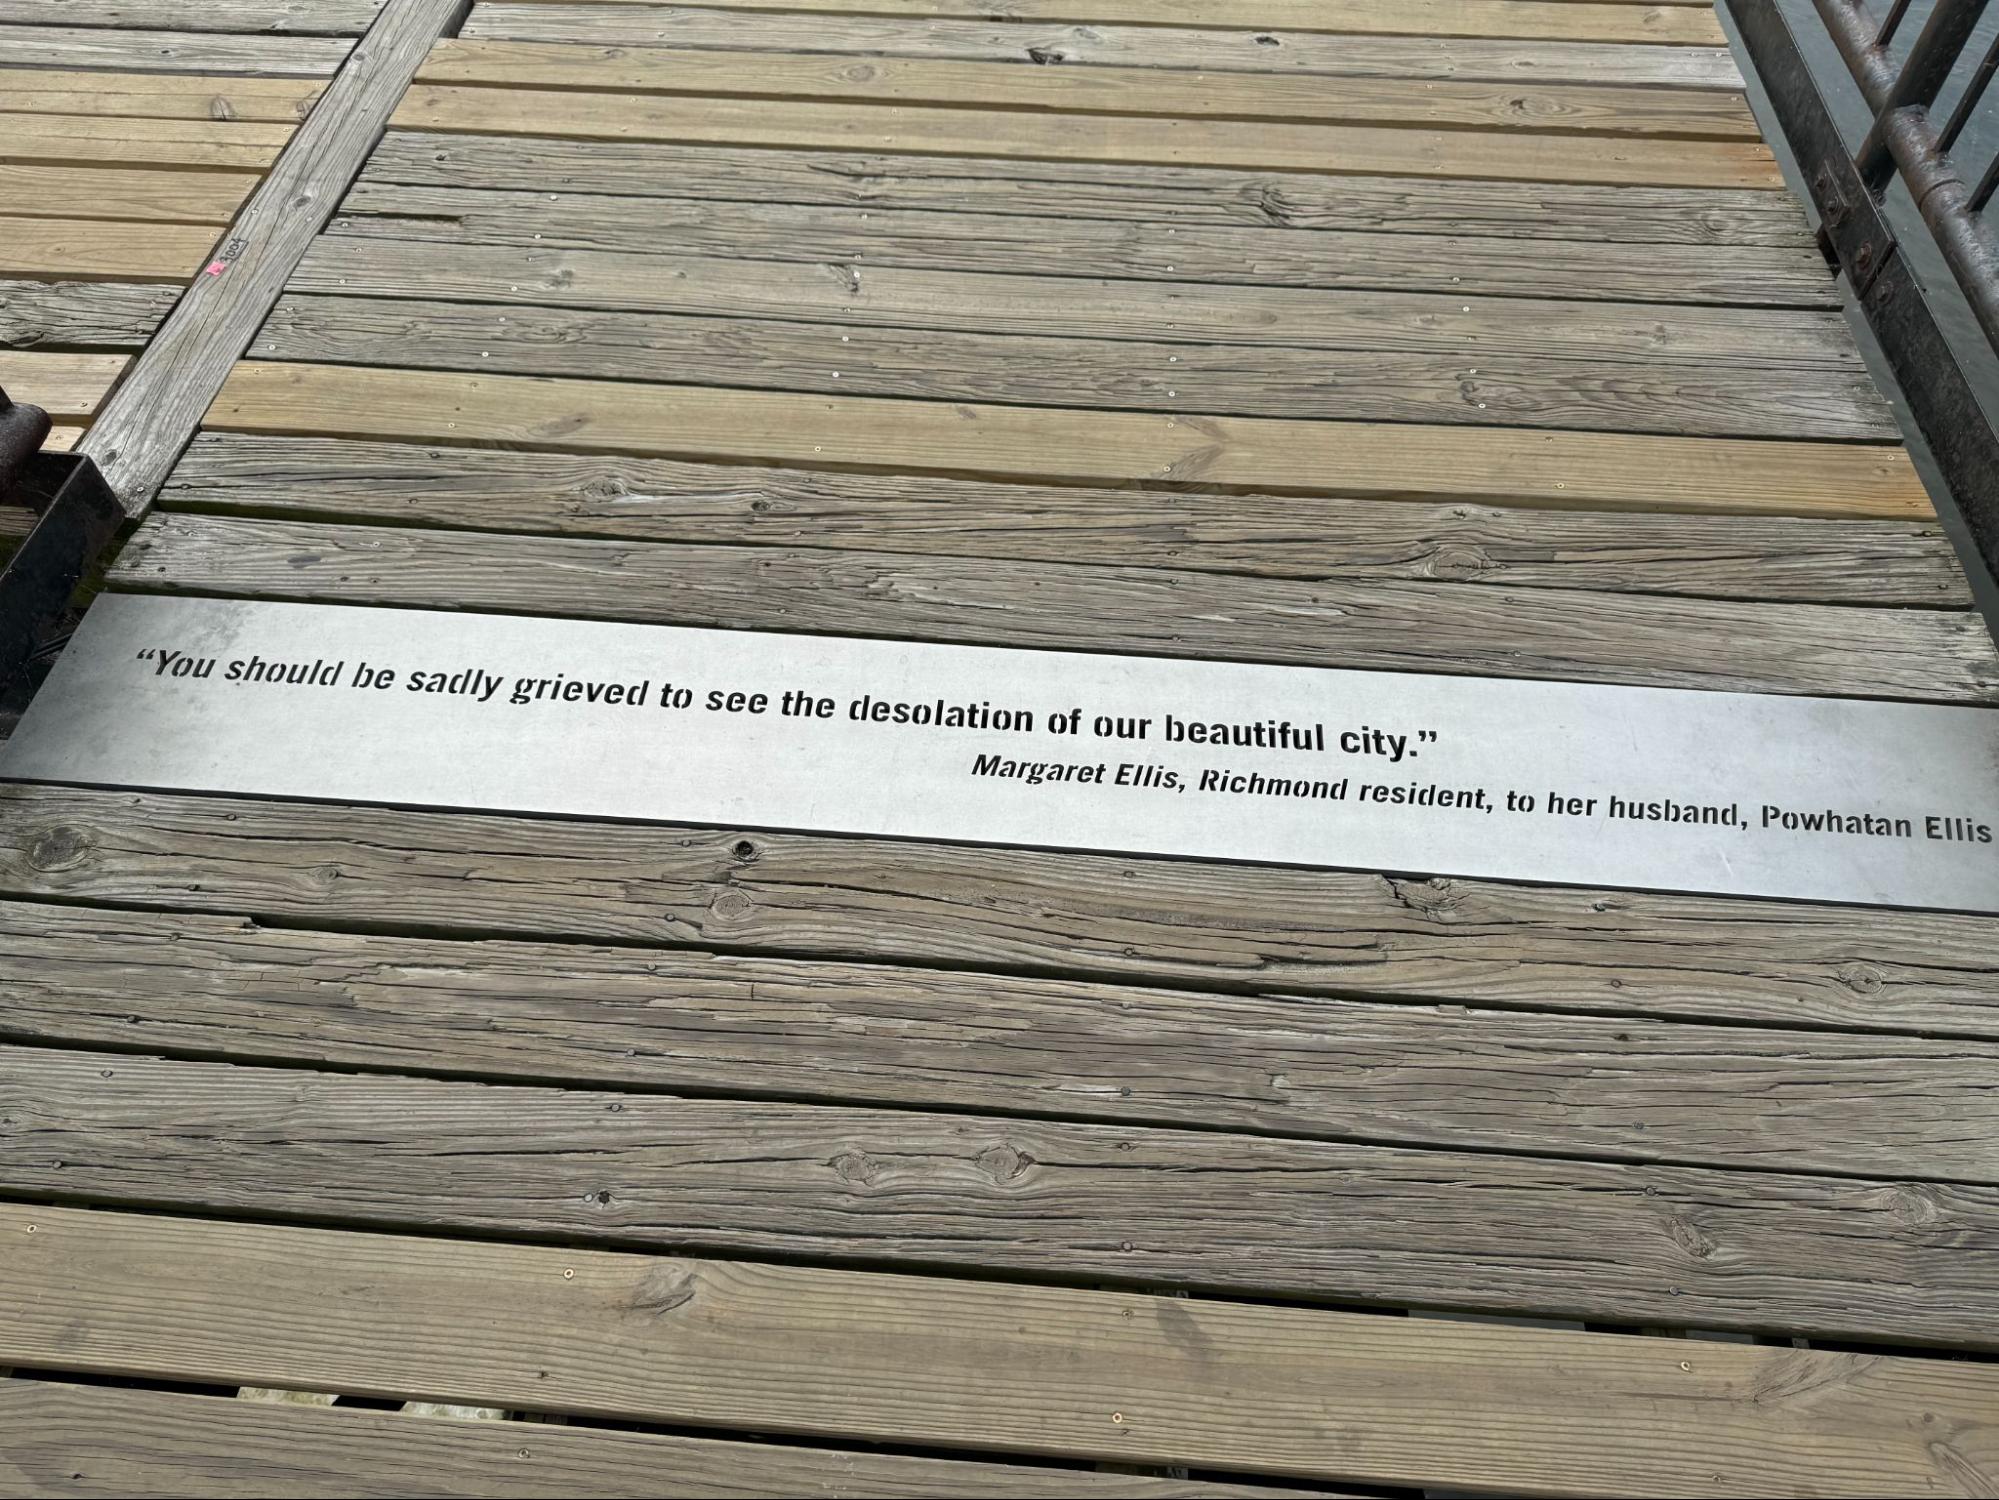 “You should be sadly grieved to see the desolation of our beautiful city.”
Margaret Ellis, Richmond resident, to her husband, Powhatan Ellis